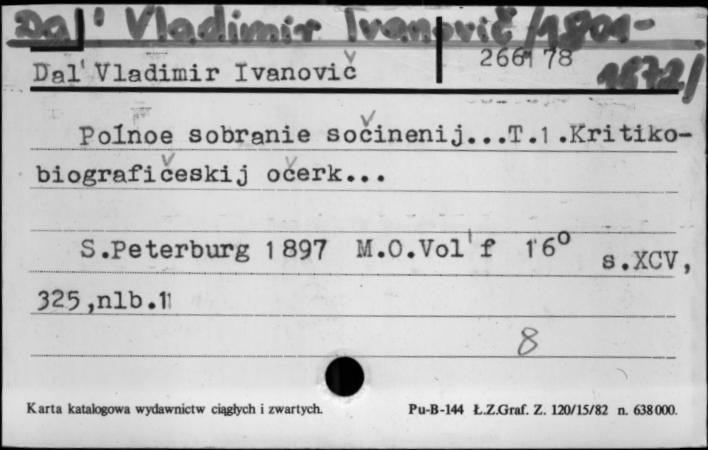 Dal' Vladimir Ivanovič /1801-
1872/
Dal' Vladimir Ivanovič 266178
Połnoe sobranie sočinenij...T.1.Kritiko-
biografičeskij očerk...
S.Peterburg 1897 M.O.Vol'f 16° s.XCV,
325,nlb.1
8
Karta katalogowa wydawnictw ciągłych i zwartych. Pu-B-144 Ł.Z.Graf. Z. 120/15/82 n. 638000.